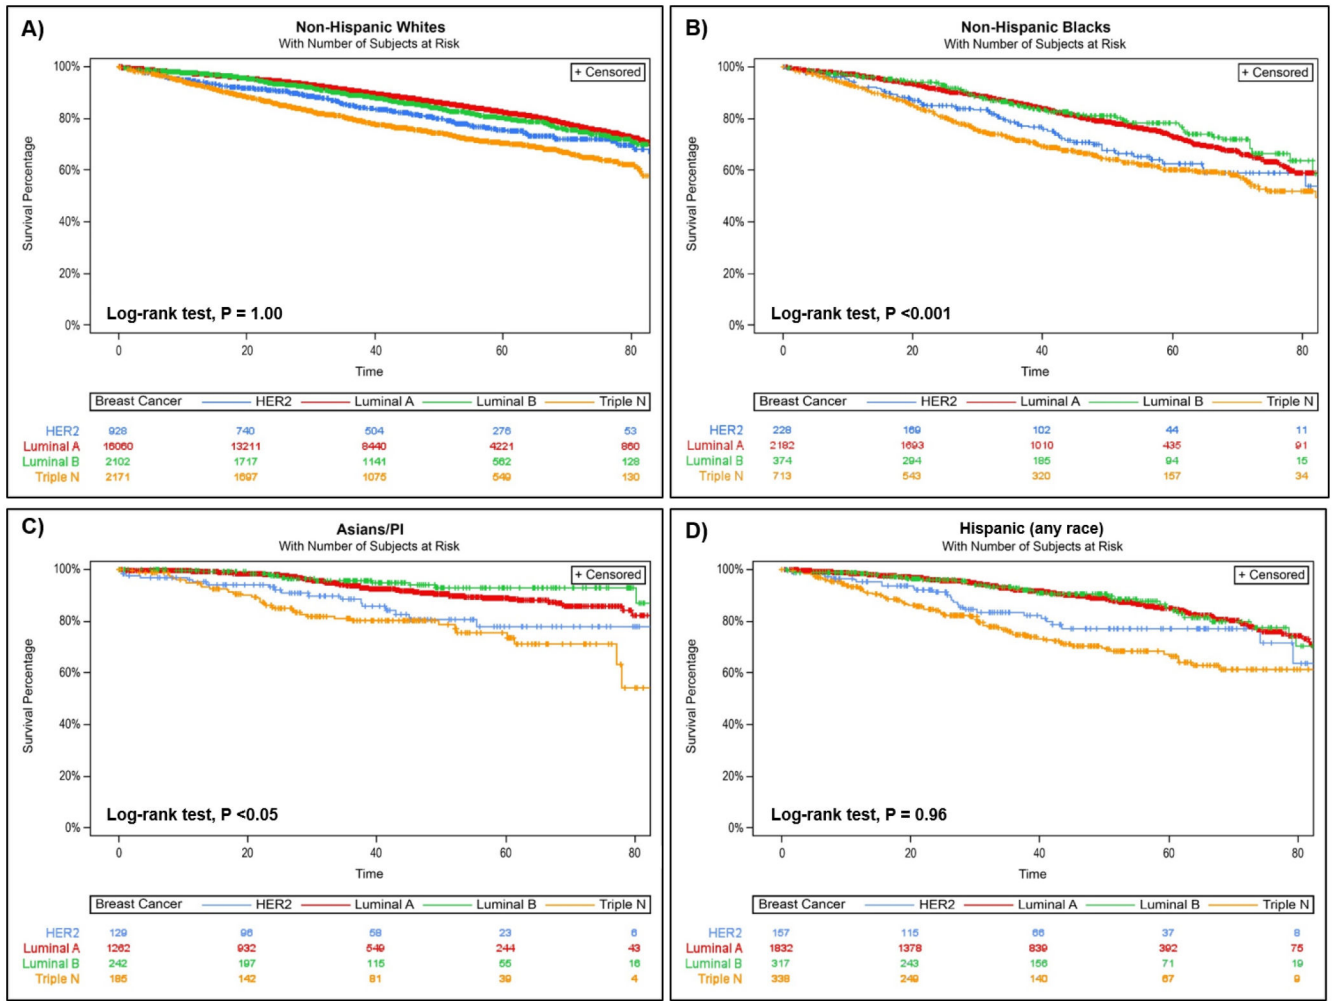 A)
Non-Hispanic Whites
With Number of Subjects at Risk
+ Censored
Survival Percentage
100%
80%
60%
40%
20%
0%
Log-rank test, P = 1.00
0 20 40 60 80
Time
Breast Cancer HER2 Luminal A Luminal B Triple N
HER2 928 740 504 276 53
Luminal A 16060 13211 8440 4221 860
Luminal B 2102 1717 1141 562 128
Triple N 2171 1697 1075 549 130
B)
Non-Hispanic Blacks
With Number of Subjects at Risk
+ Censored
Survival Percentage
100%
80%
60%
40%
20%
0%
Log-rank test, P <0.001
0 20 40 60 80
Time
Breast Cancer HER2 Luminal A Luminal B Triple N
HER2 228 169 102 44 11
Luminal A 2182 1693 1010 435 91
Luminal B 374 294 185 94 15
Triple N 713 543 320 157 34
C)
Asians/PI
With Number of Subjects at Risk
+ Censored
Survival Percentage
100%
80%
60%
40%
20%
0%
Log-rank test, P <0.05
0 20 40 60 80
Time
Breast Cancer HER2 Luminal A Luminal B Triple N
HER2 129 96 58 23 6
Luminal A 1262 932 549 244 43
Luminal B 242 197 115 55 16
Triple N 185 142 81 39 4
D)
Hispanic (any race)
With Number of Subjects at Risk
+ Censored
Survival Percentage
100%
80%
60%
40%
20%
0%
Log-rank test, P = 0.96
0 20 40 60 80
Time
Breast Cancer HER2 Luminal A Luminal B Triple N
HER2 157 115 66 37 8
Luminal A 1832 1378 839 392 75
Luminal B 317 243 156 71 19
Triple N 338 249 140 67 9